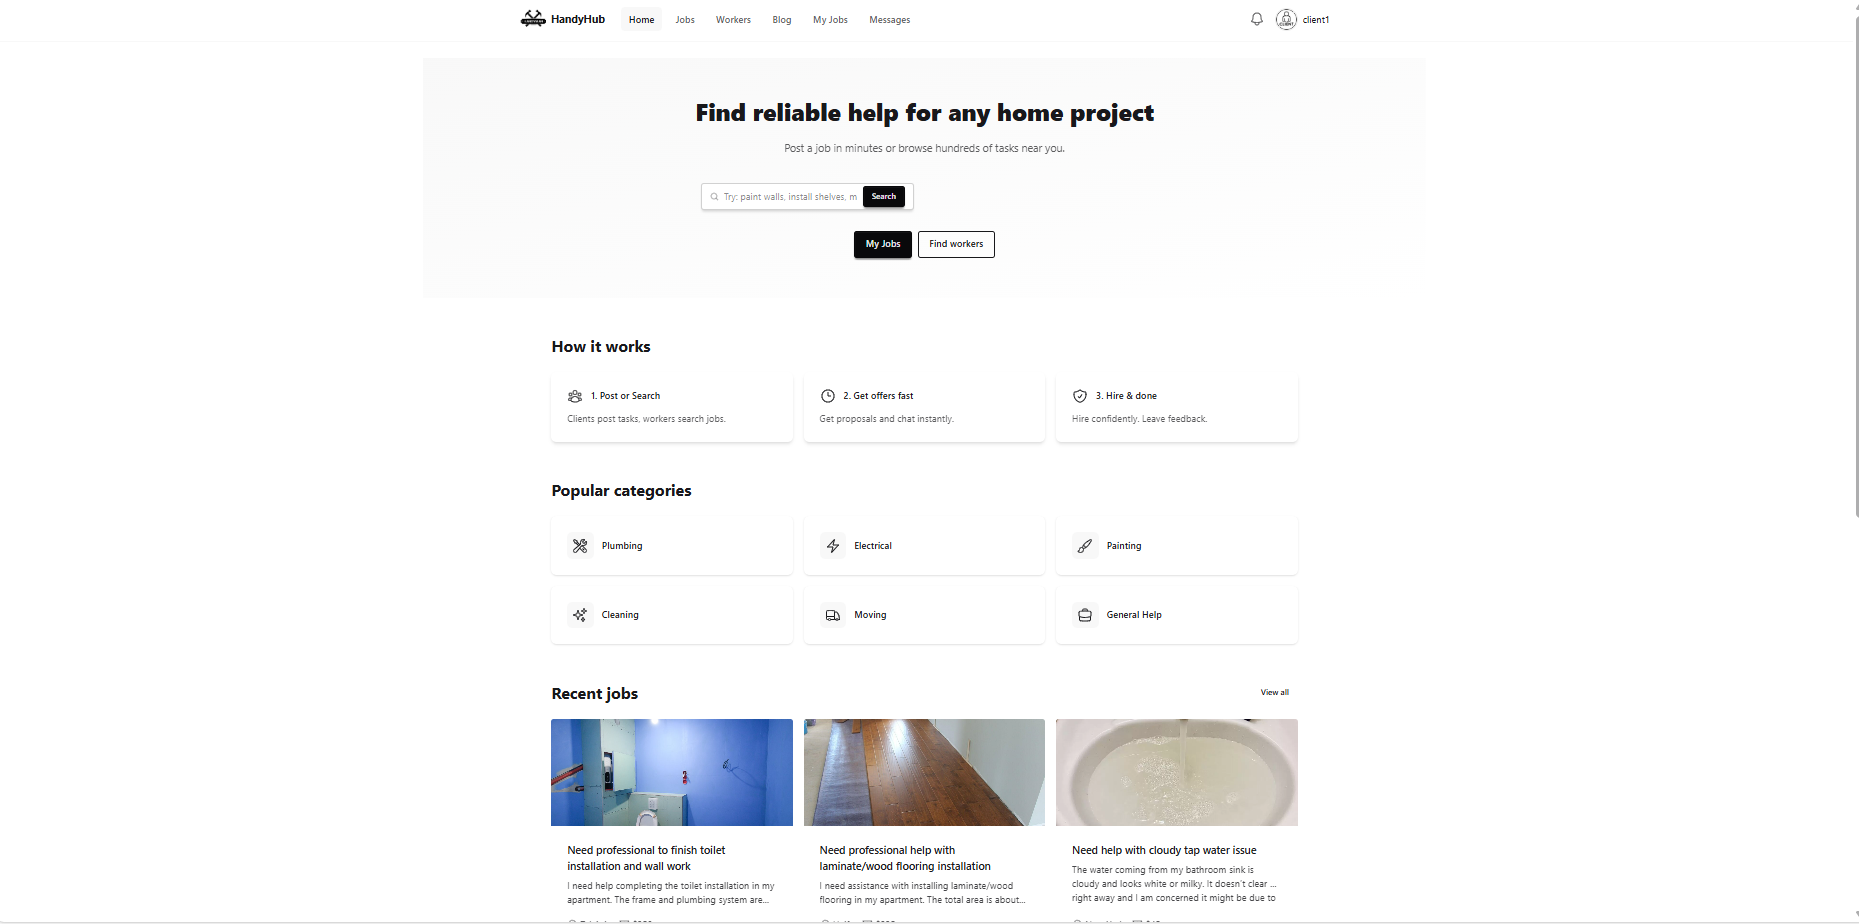 HandyHub Home Jobs Workers Blog My Jobs Messages client1
Find reliable help for any home project
Post a job in minutes or browse hundreds of tasks near you.
Try: paint walls, install shelves, m Search
My Jobs Find workers
How it works
1. Post or Search
Clients post tasks, workers search jobs.
2. Get offers fast
Get proposals and chat instantly.
3. Hire & done
Hire confidently. Leave feedback.
Popular categories
Plumbing
Electrical
Painting
Cleaning
Moving
General Help
Recent jobs
View all
Need professional to finish toilet
installation and wall work
I need help completing the toilet installation in my
apartment. The frame and plumbing system are...
Need professional help with
laminate/wood flooring installation
I need assistance with installing laminate/wood
flooring in my apartment. The total area is about...
Need help with cloudy tap water issue
The water coming from my bathroom sink is
cloudy and looks white or milky. It doesn't clear ...
right away and I am concerned it might be due to